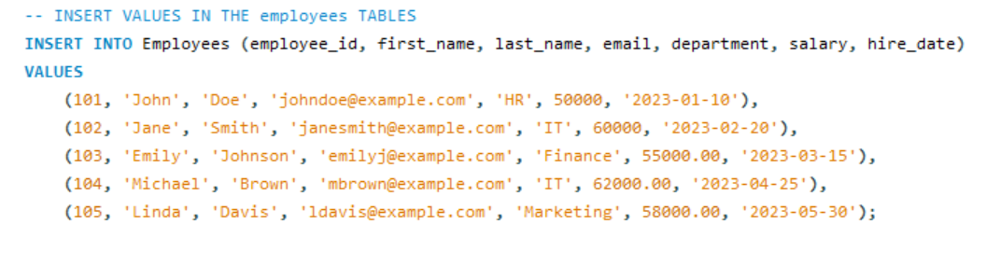 -- INSERT VALUES IN THE employees TABLES
INSERT INTO Employees (employee_id, first_name, last_name, email, department, salary, hire_date)
VALUES
(101, 'John', 'Doe', 'johndoe@example.com', 'HR', 50000, '2023-01-10'),
(102, 'Jane', 'Smith', 'janesmith@example.com', 'IT', 60000, '2023-02-20'),
(103, 'Emily', 'Johnson', 'emilyj@example.com', 'Finance', 55000.00, '2023-03-15'),
(104, 'Michael', 'Brown', 'mbrown@example.com', 'IT', 62000.00, '2023-04-25'),
(105, 'Linda', 'Davis', 'ldavis@example.com', 'Marketing', 58000.00, '2023-05-30');